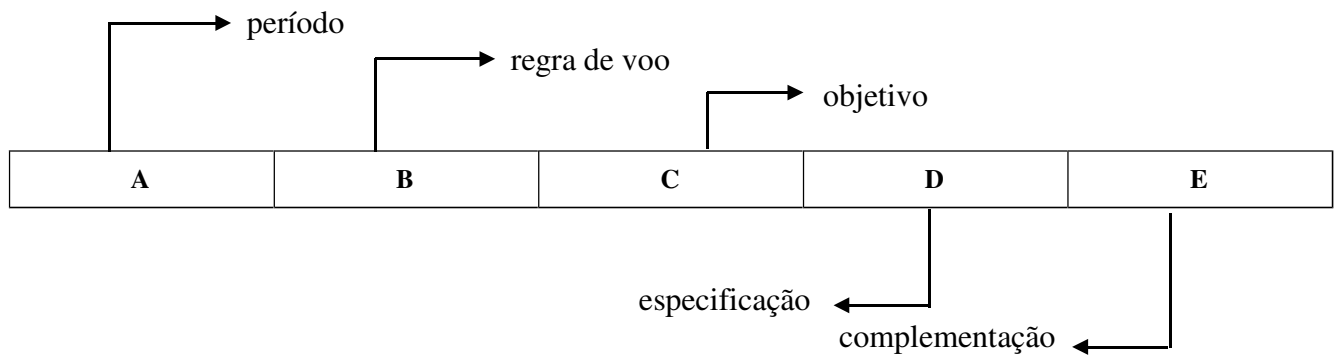 período
regra de voo
objetivo
A B C D E
especificação
complementação